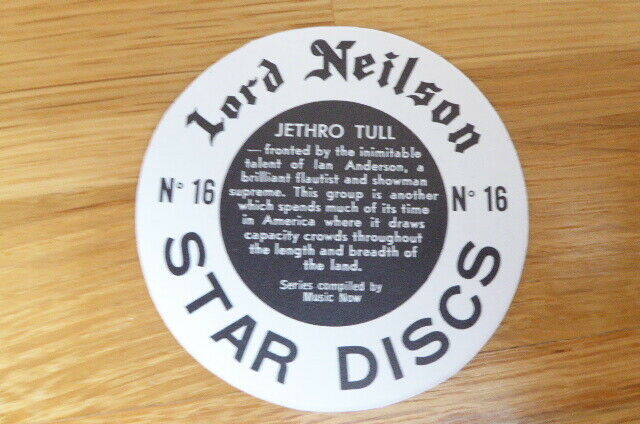 Lord Neilson
JETHRO TULL
—fronted by the inimitable
talent of Ian Anderson, a
brilliant flautist and showman
supreme. This group is another
which spends much of its time
in America where it draws
capacity crowds throughout
the length and breadth of
the land.
Series compiled by
Music Now
N° 16
N° 16
STAR DISCS